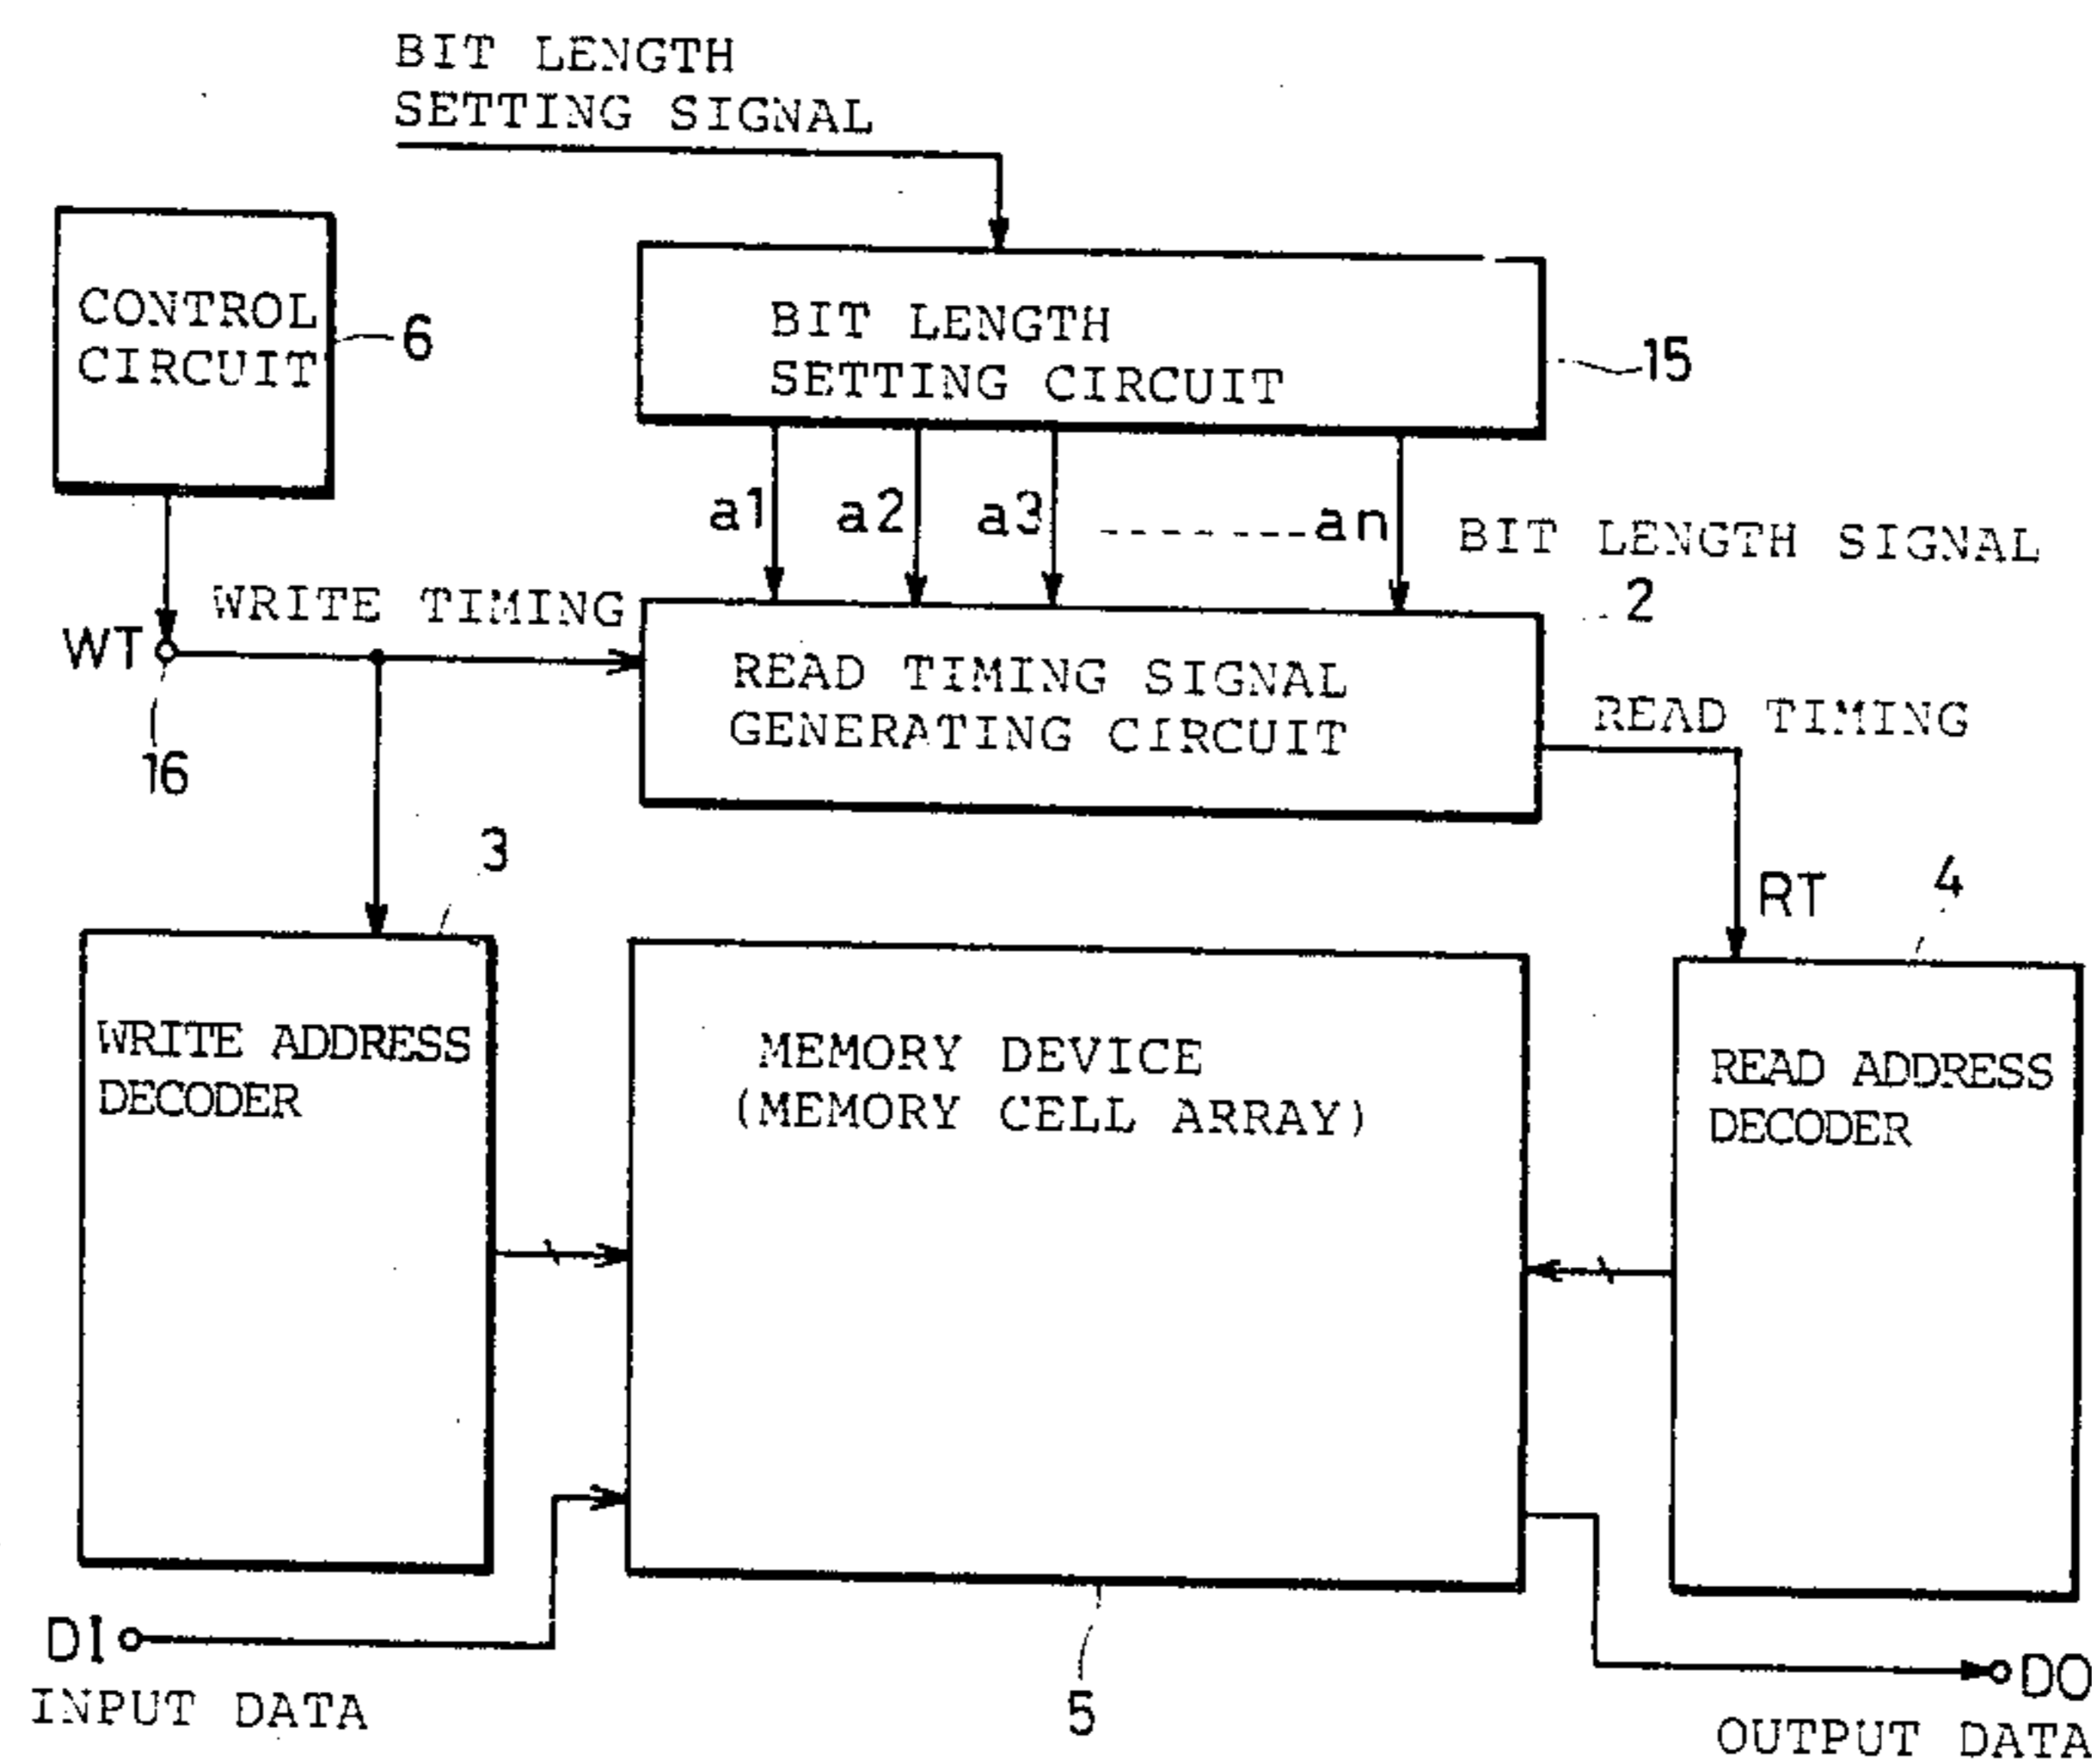 BIT LENGTH
SETTING SIGNAL
CONTROL
CIRCUIT
6
BIT LENGTH
SETTING CIRCUIT
15
a1
a2
a3
an
BIT LENGTH SIGNAL
2
WT
WRITE TIMING
16
READ TIMING SIGNAL
GENERATING CIRCUIT
READ TIMING
3
RT
4
WRITE ADDRESS
DECODER
MEMORY DEVICE
(MEMORY CELL ARRAY)
READ ADDRESS
DECODER
DI
INPUT DATA
5
DO
OUTPUT DATA